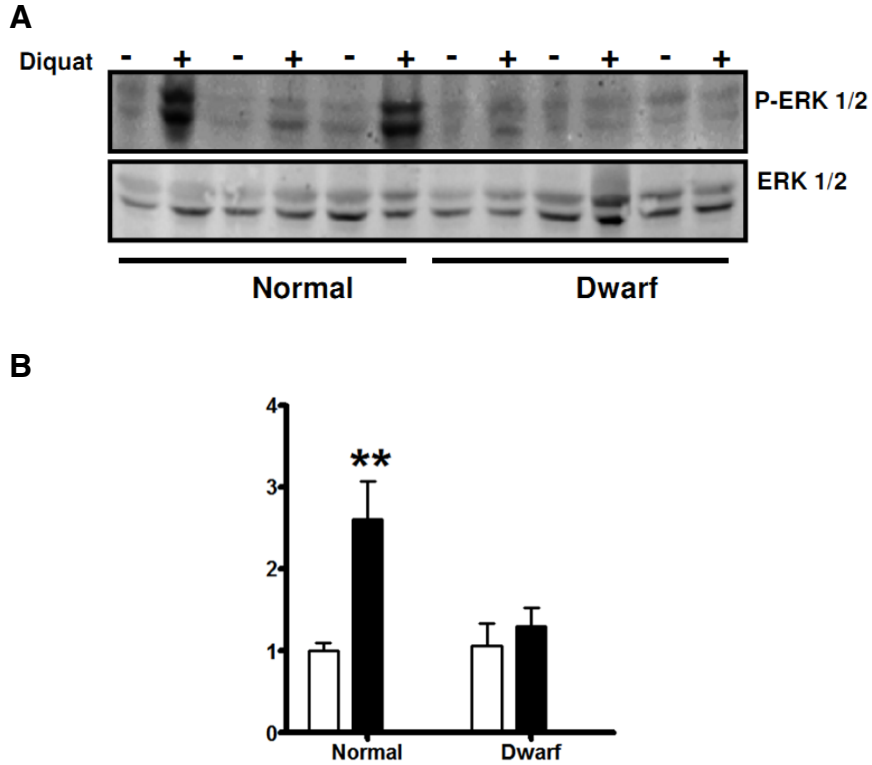 A
Diquat - + - + - + - + - + - +
P-ERK 1/2
ERK 1/2
Normal Dwarf
B
4
**
3
2
1
0
Normal Dwarf